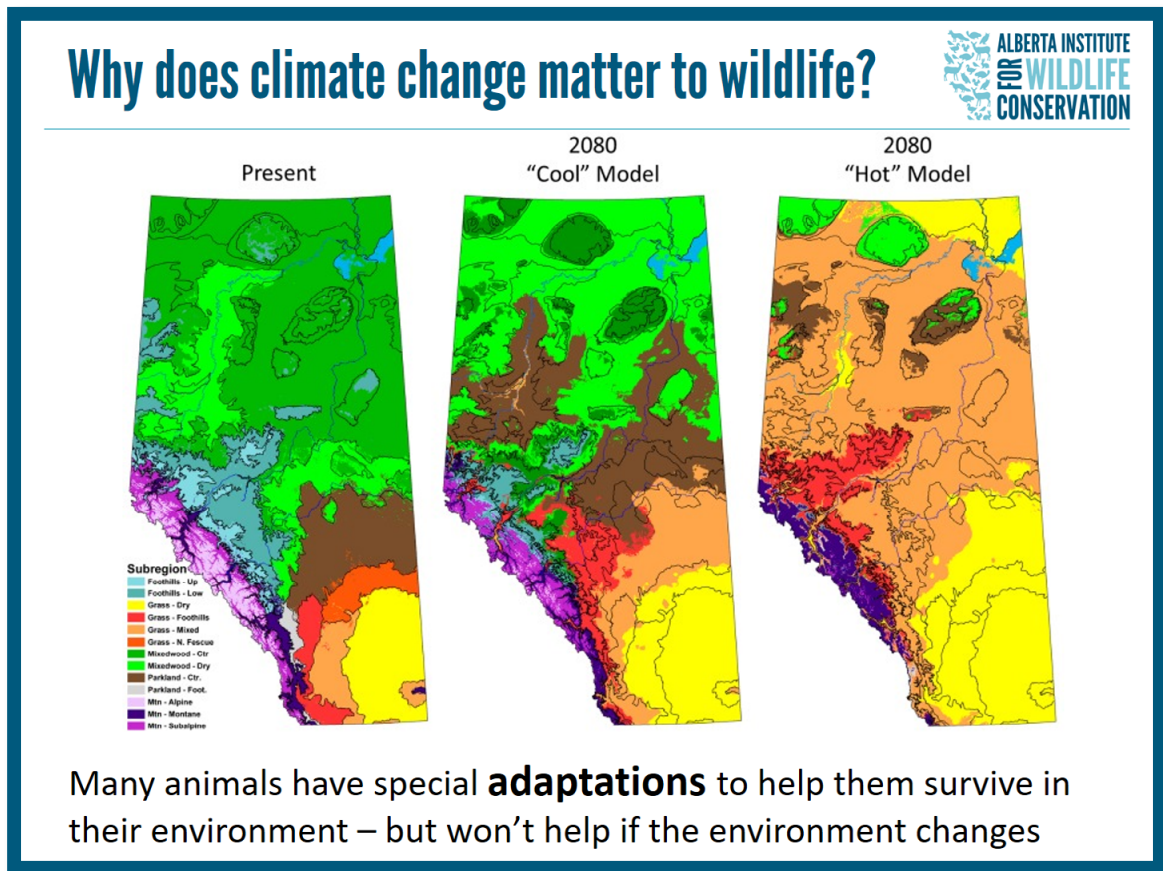 Why does climate change matter to wildlife?
ALBERTA INSTITUTE
FOR WILDLIFE
CONSERVATION
Present
2080
“Cool” Model
2080
“Hot” Model
Subregion
Foothills - Up
Foothills - Low
Grass - Dry
Grass - Foothills
Grass - Mixed
Grass - N. Fescue
Mixedwood - Ctr
Mixedwood - Dry
Parkland - Ctr.
Parkland - Foot.
Mtn - Alpine
Mtn - Montane
Mtn - Subalpine
Many animals have special adaptations to help them survive in
their environment – but won’t help if the environment changes